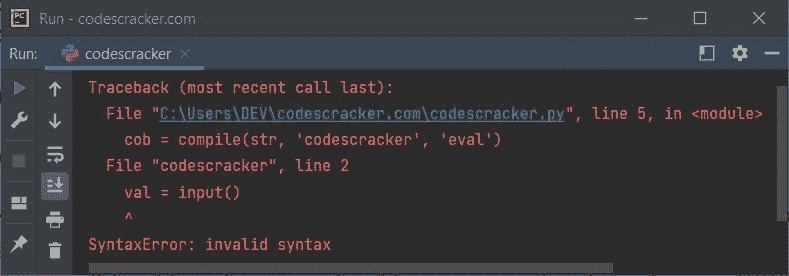 PC
Run - codescracker.com
Run:
codescracker
Traceback (most recent call last):
File "C:\Users\DEV\codescracker.com\codescracker.py", line 5, in <module>
cob = compile(str, 'codescracker', 'eval')
File "codescracker", line 2
val = input()
^
SyntaxError: invalid syntax